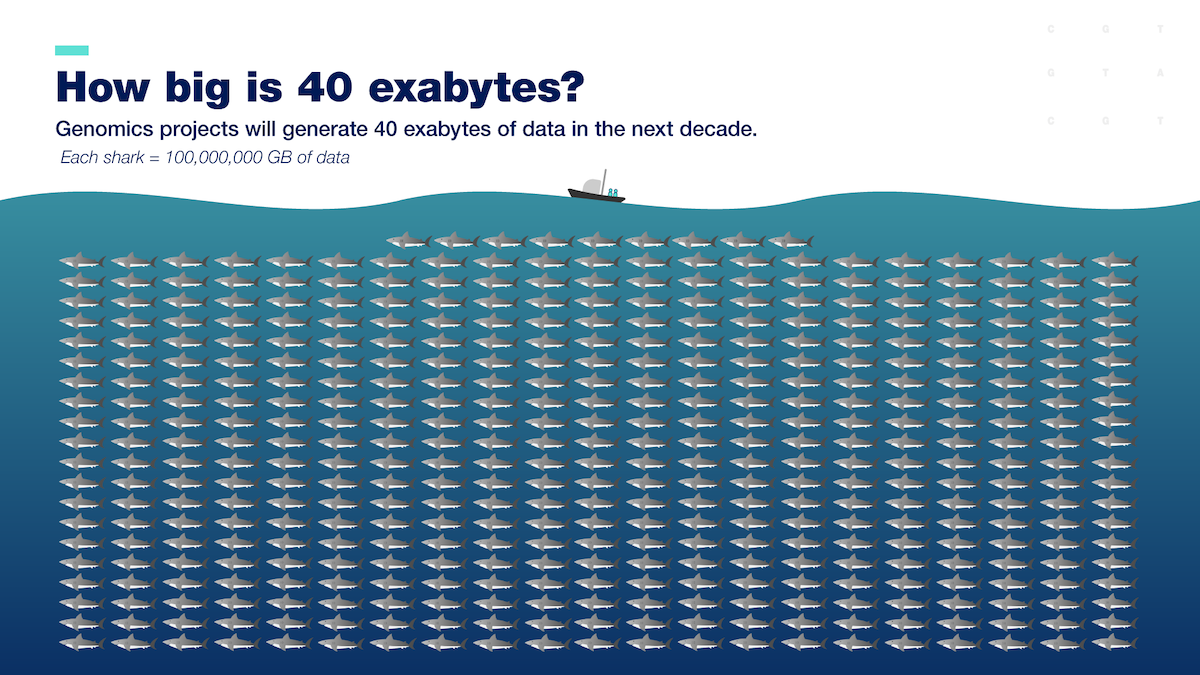 How big is 40 exabytes?
Genomics projects will generate 40 exabytes of data in the next decade.
Each shark = 100,000,000 GB of data
C G T
G T A
C G T